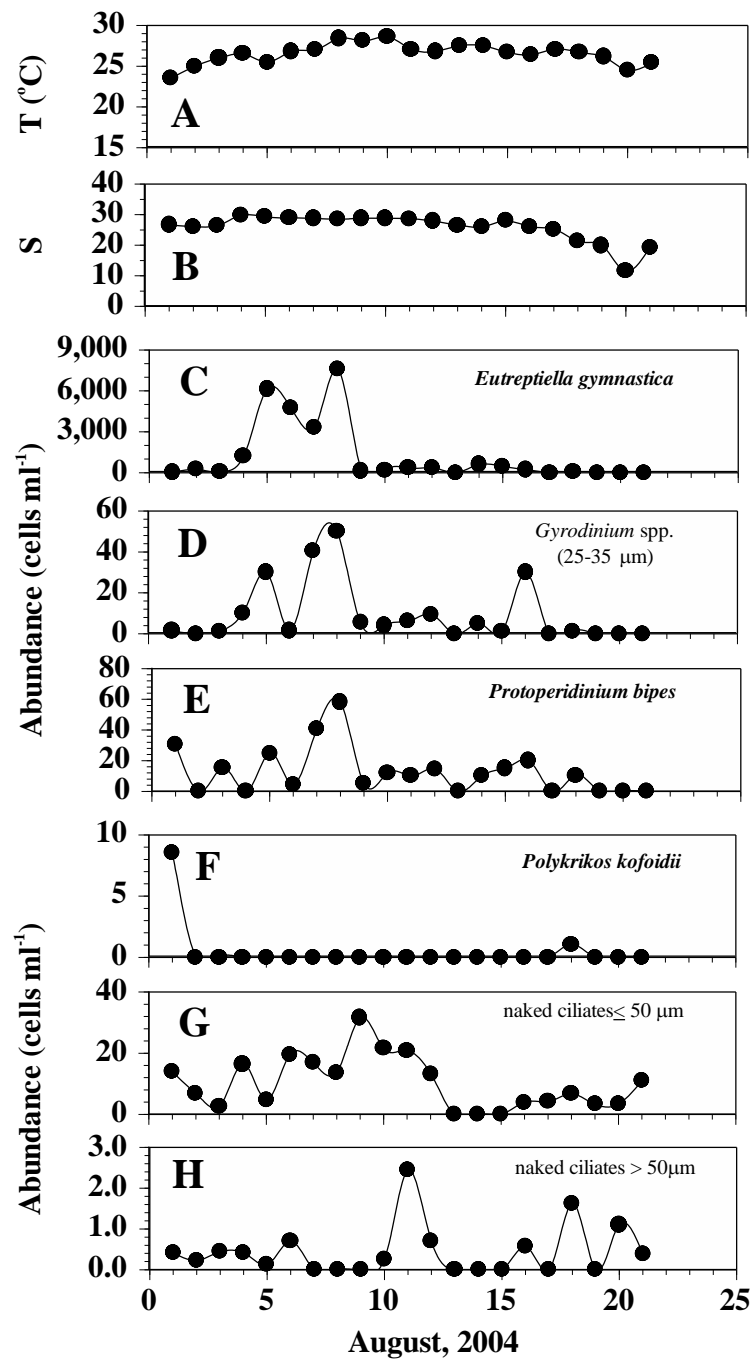 30
25
20
15
T (°C)
A
40
30
20
10
0
S
B
9,000
6,000
3,000
0
C
Eutreptiella gymnastica
60
40
20
0
D
Gyrodinium spp.
(25-35 μm)
Abundance (cells ml⁻¹)
80
60
40
20
0
E
Protoperidinium bipes
10
5
0
F
Polykrikos kofoidii
40
20
0
G
naked ciliates≤ 50 μm
Abundance (cells ml⁻¹)
3.0
2.0
1.0
0.0
H
naked ciliates > 50μm
0 5 10 15 20 25
August, 2004